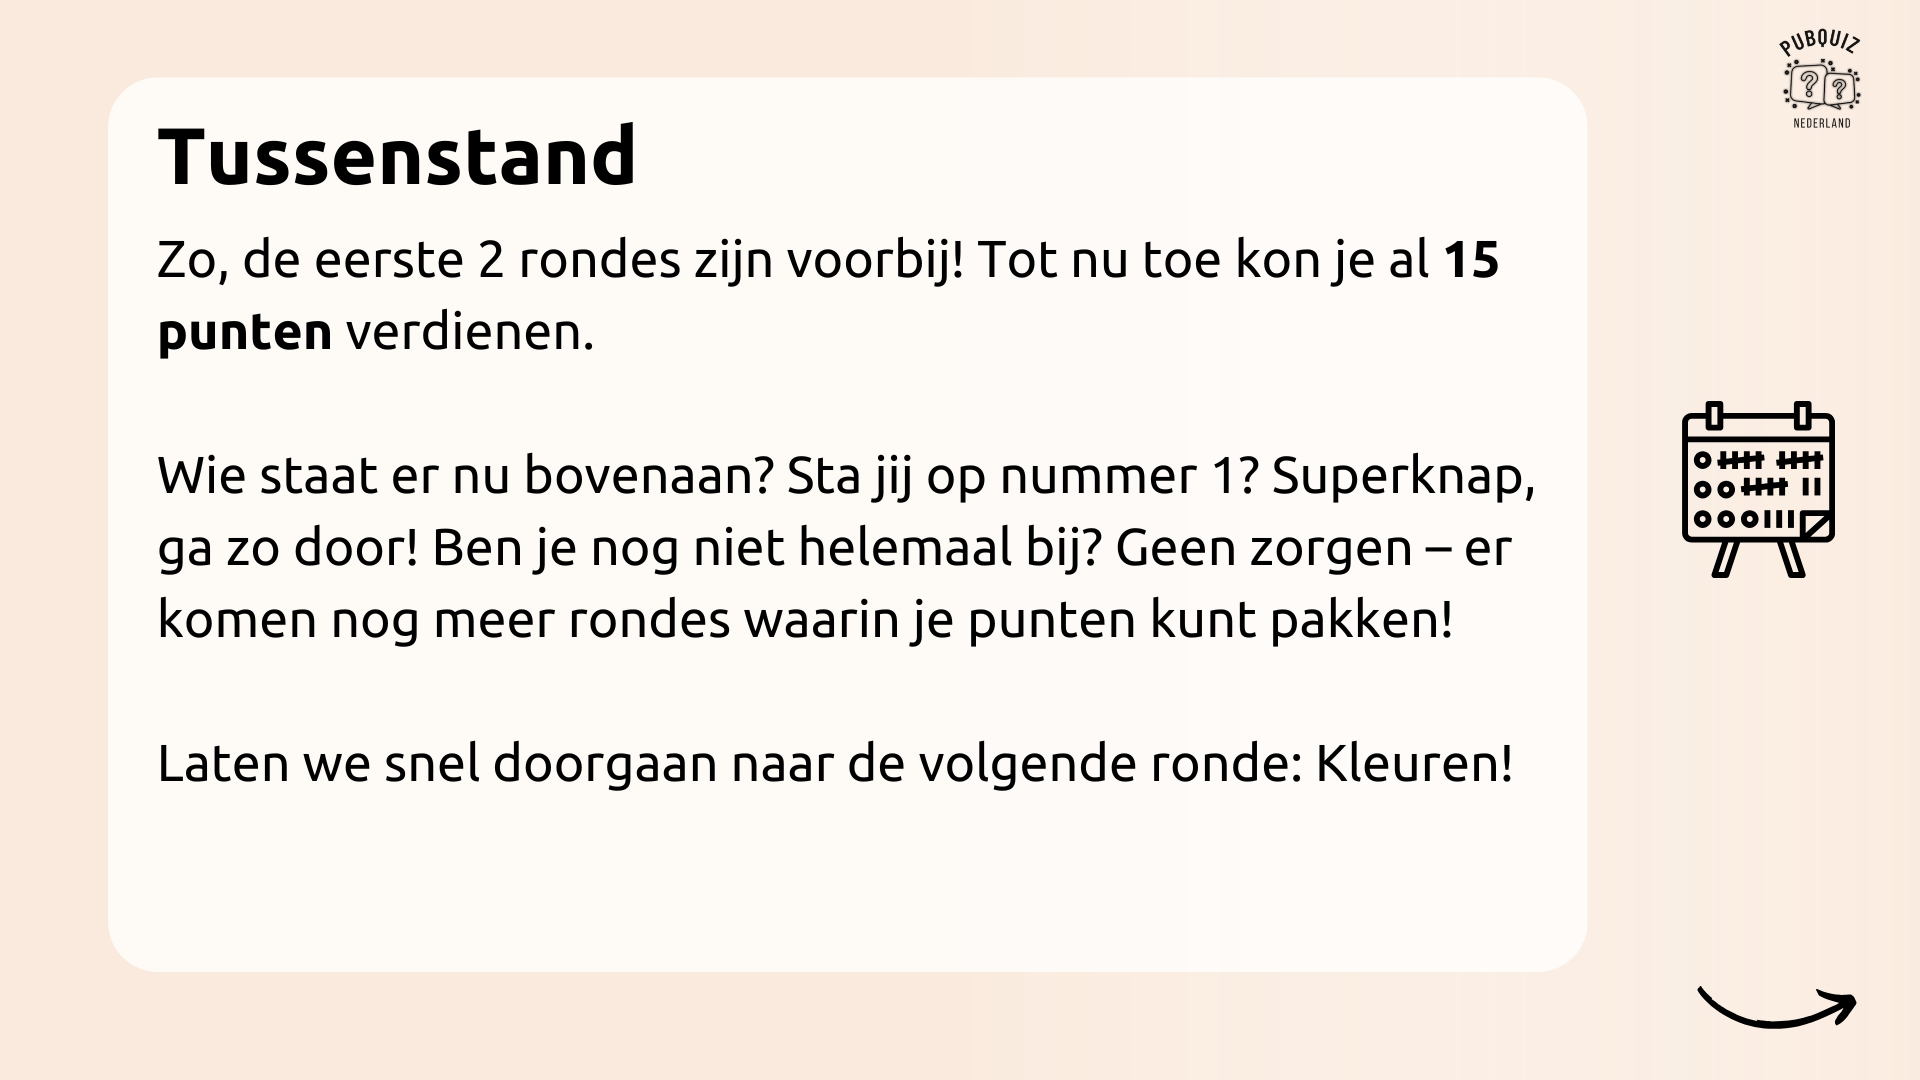 PUBQUIZ
? ?
NEDERLAND
Tussenstand
Zo, de eerste 2 rondes zijn voorbij! Tot nu toe kon je al 15
punten verdienen.
Wie staat er nu bovenaan? Sta jij op nummer 1? Superknap,
ga zo door! Ben je nog niet helemaal bij? Geen zorgen – er
komen nog meer rondes waarin je punten kunt pakken!
Laten we snel doorgaan naar de volgende ronde: Kleuren!